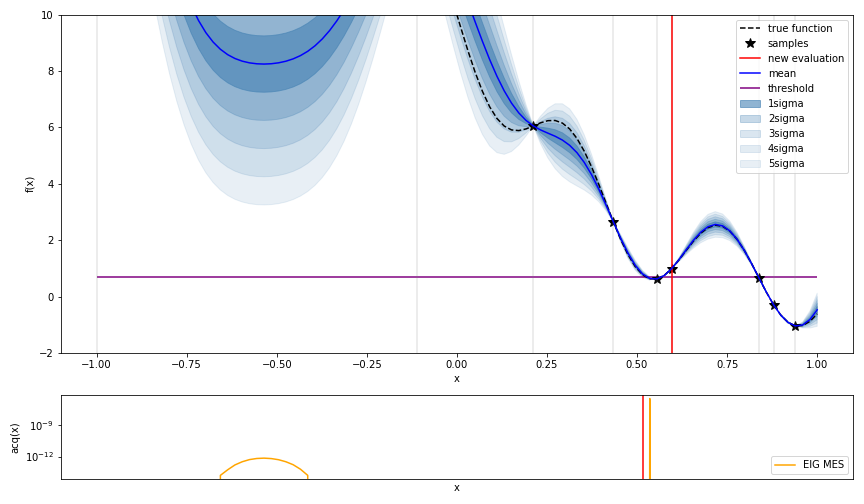 10
8
6
4
2
0
−2
f(x)
−1.00
−0.75
−0.50
−0.25
0.00
0.25
0.50
0.75
1.00
x
true function
samples
new evaluation
mean
threshold
1sigma
2sigma
3sigma
4sigma
5sigma
10⁻⁹
10⁻¹²
acq(x)
x
EIG MES